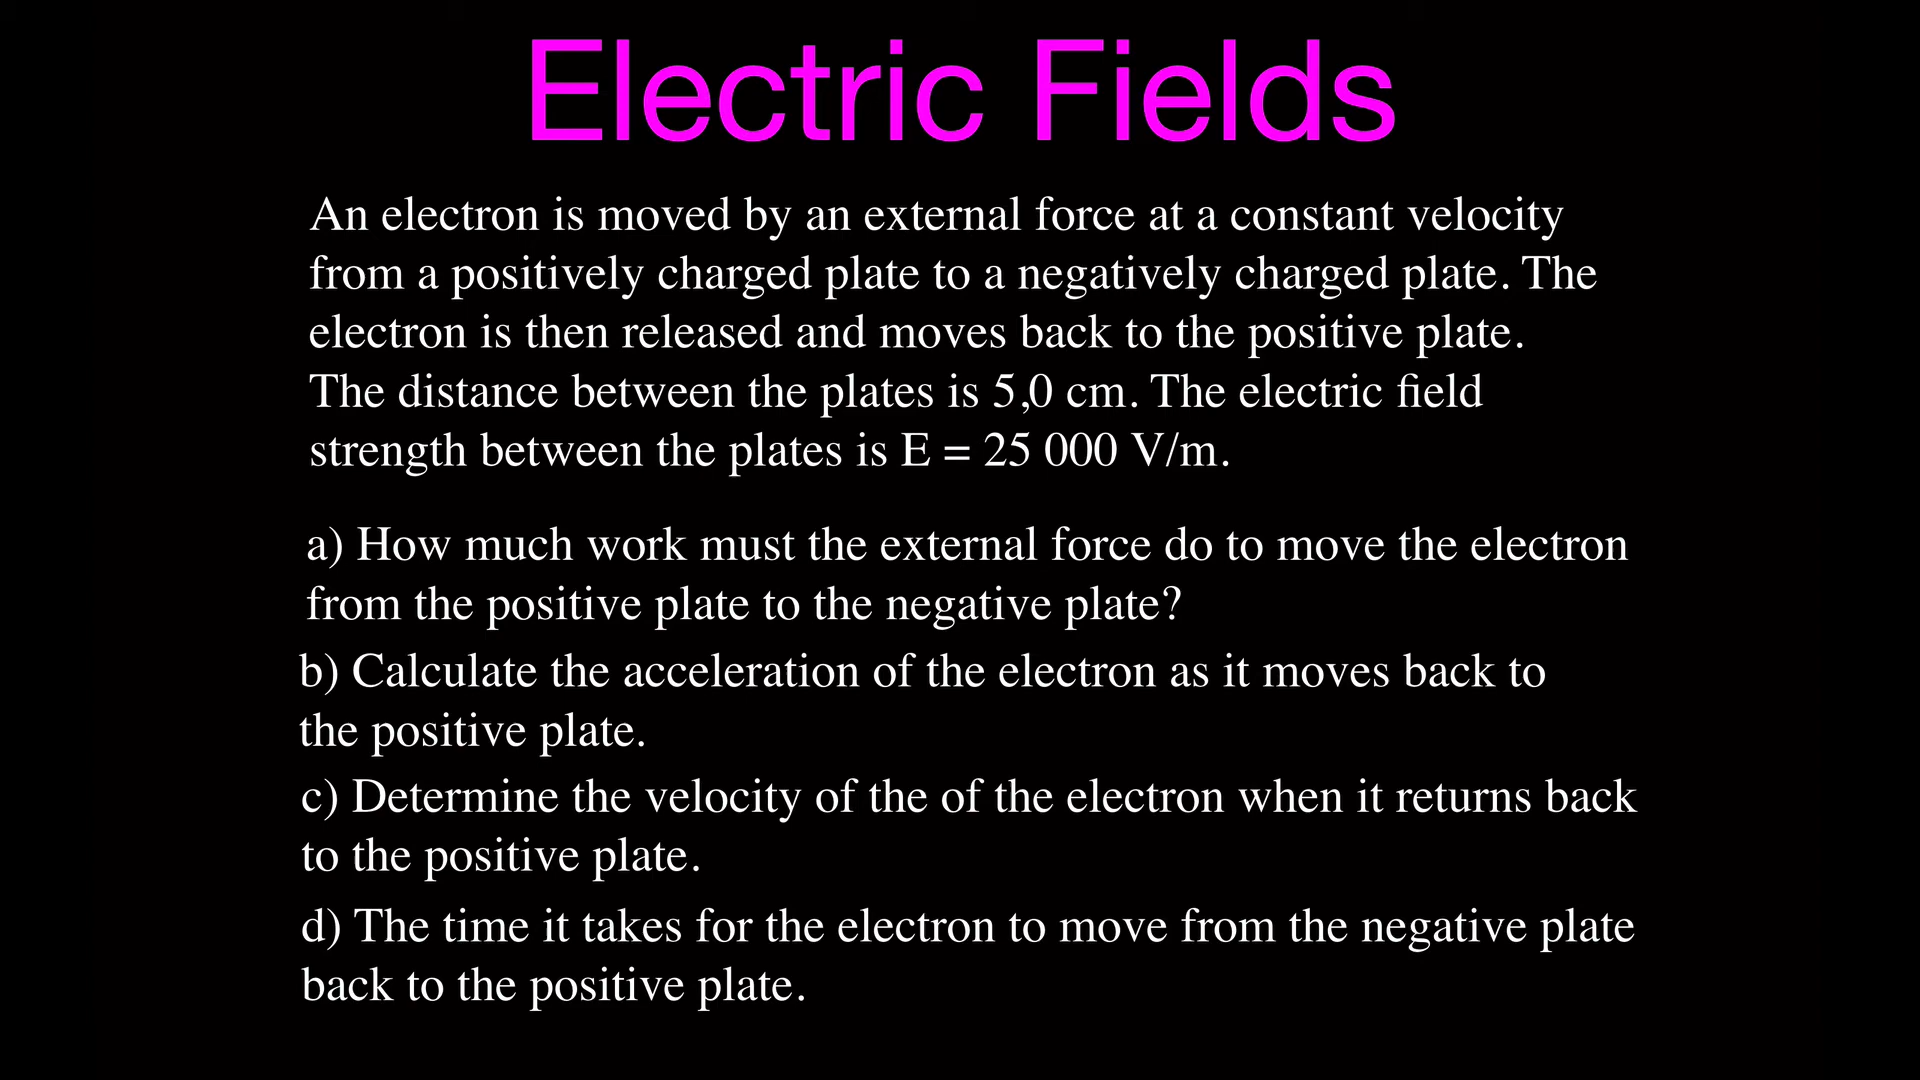 Electric Fields
An electron is moved by an external force at a constant velocity
from a positively charged plate to a negatively charged plate. The
electron is then released and moves back to the positive plate.
The distance between the plates is 5,0 cm. The electric field
strength between the plates is E = 25 000 V/m.
a) How much work must the external force do to move the electron
from the positive plate to the negative plate?
b) Calculate the acceleration of the electron as it moves back to
the positive plate.
c) Determine the velocity of the of the electron when it returns back
to the positive plate.
d) The time it takes for the electron to move from the negative plate
back to the positive plate.